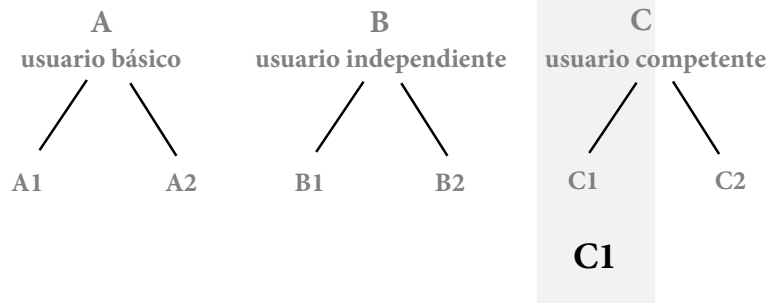 A B C
usuario básico usuario independiente usuario competente
A1 A2 B1 B2 C1 C2
C1